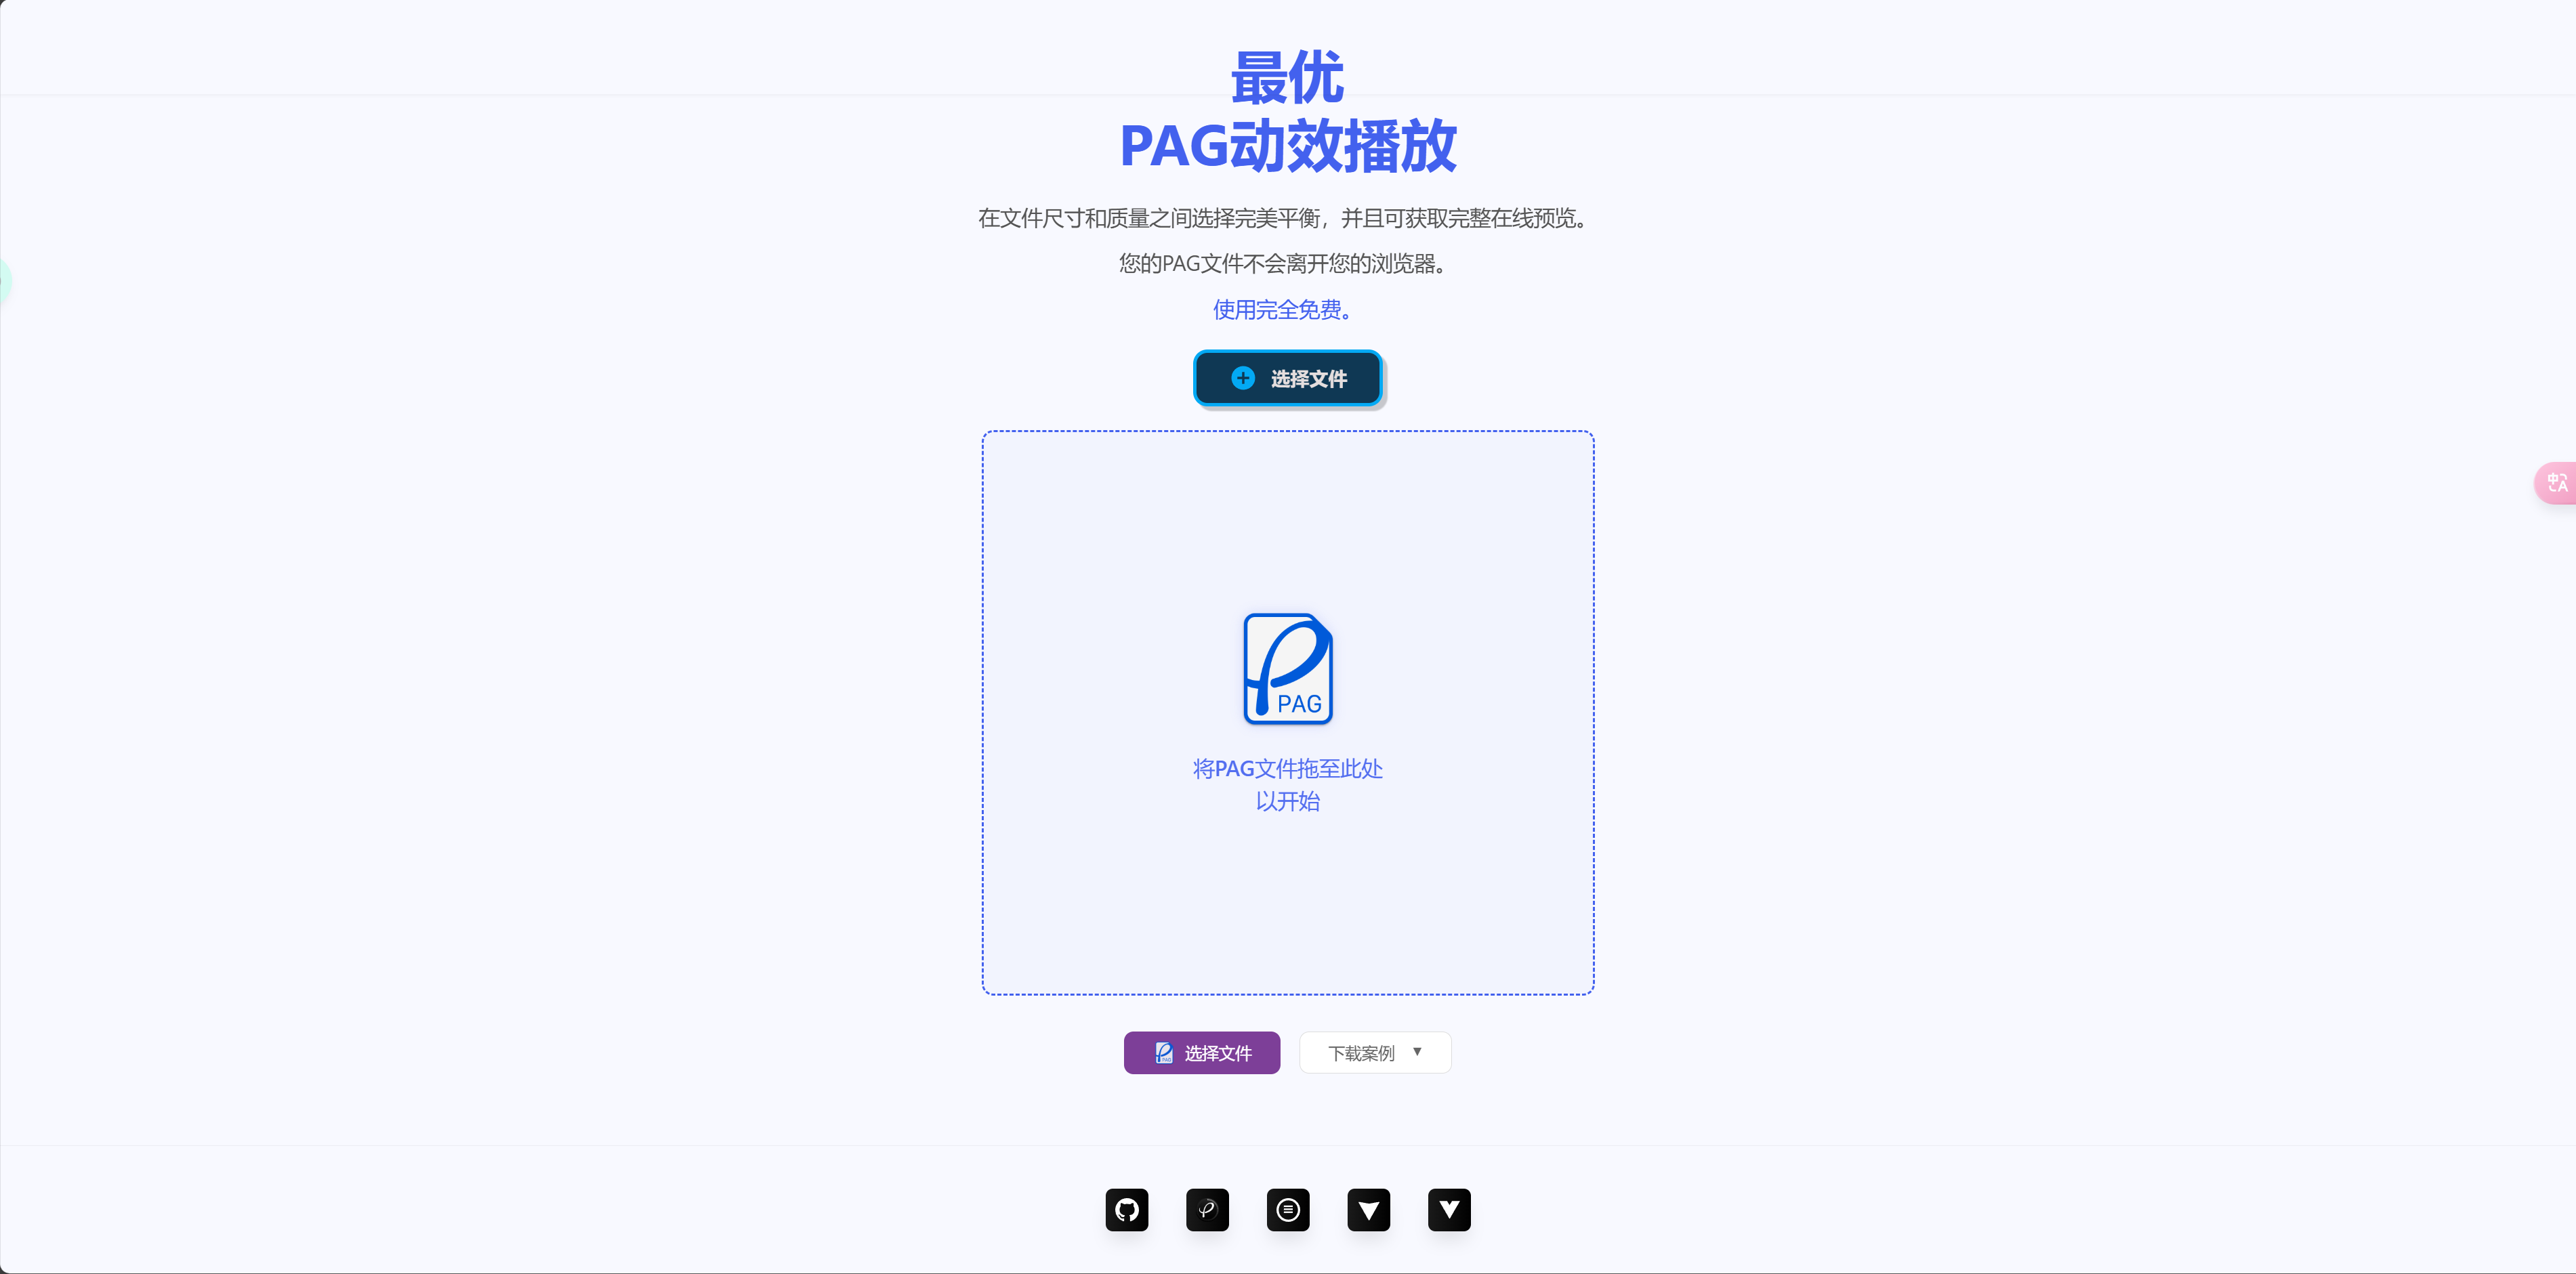 最优
PAG动效播放
在文件尺寸和质量之间选择完美平衡，并且可获取完整在线预览。
您的PAG文件不会离开您的浏览器。
使用完全免费。
选择文件
PAG
将PAG文件拖至此处
以开始
PAG 选择文件
下载案例 ▼
中A